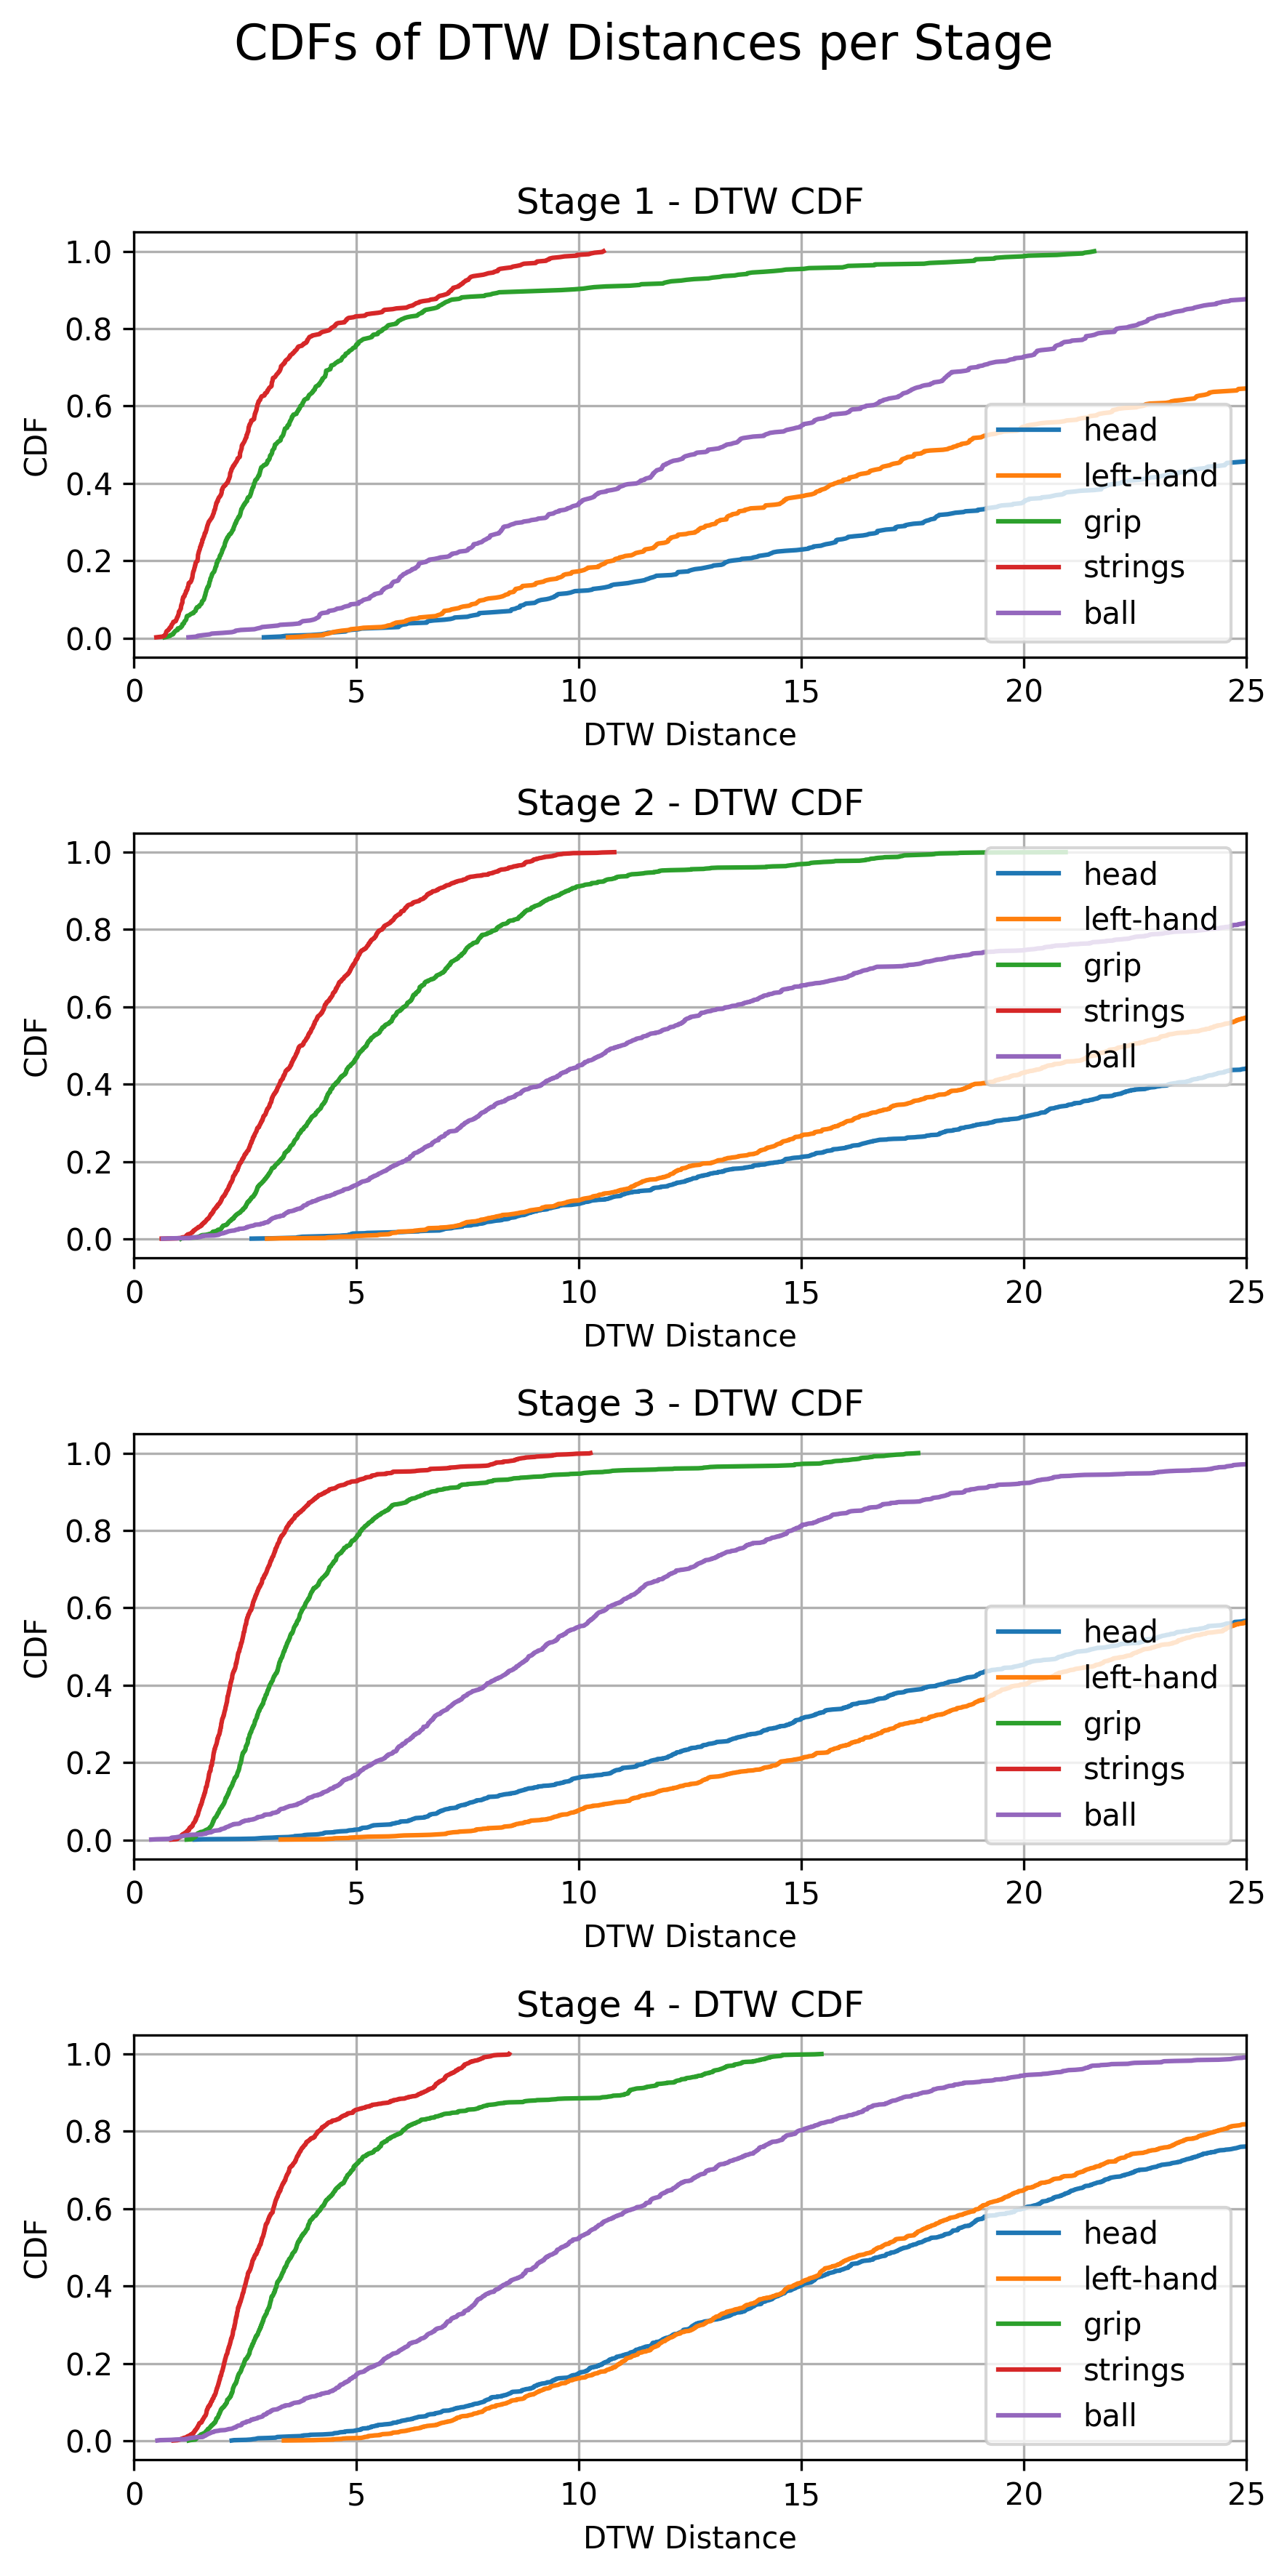 CDFs of DTW Distances per Stage
Stage 1 - DTW CDF
CDF
1.0
0.8
0.6
0.4
0.2
0.0
head
left-hand
grip
strings
ball
0 5 10 15 20 25
DTW Distance
Stage 2 - DTW CDF
CDF
1.0
0.8
0.6
0.4
0.2
0.0
head
left-hand
grip
strings
ball
0 5 10 15 20 25
DTW Distance
Stage 3 - DTW CDF
CDF
1.0
0.8
0.6
0.4
0.2
0.0
head
left-hand
grip
strings
ball
0 5 10 15 20 25
DTW Distance
Stage 4 - DTW CDF
CDF
1.0
0.8
0.6
0.4
0.2
0.0
head
left-hand
grip
strings
ball
0 5 10 15 20 25
DTW Distance